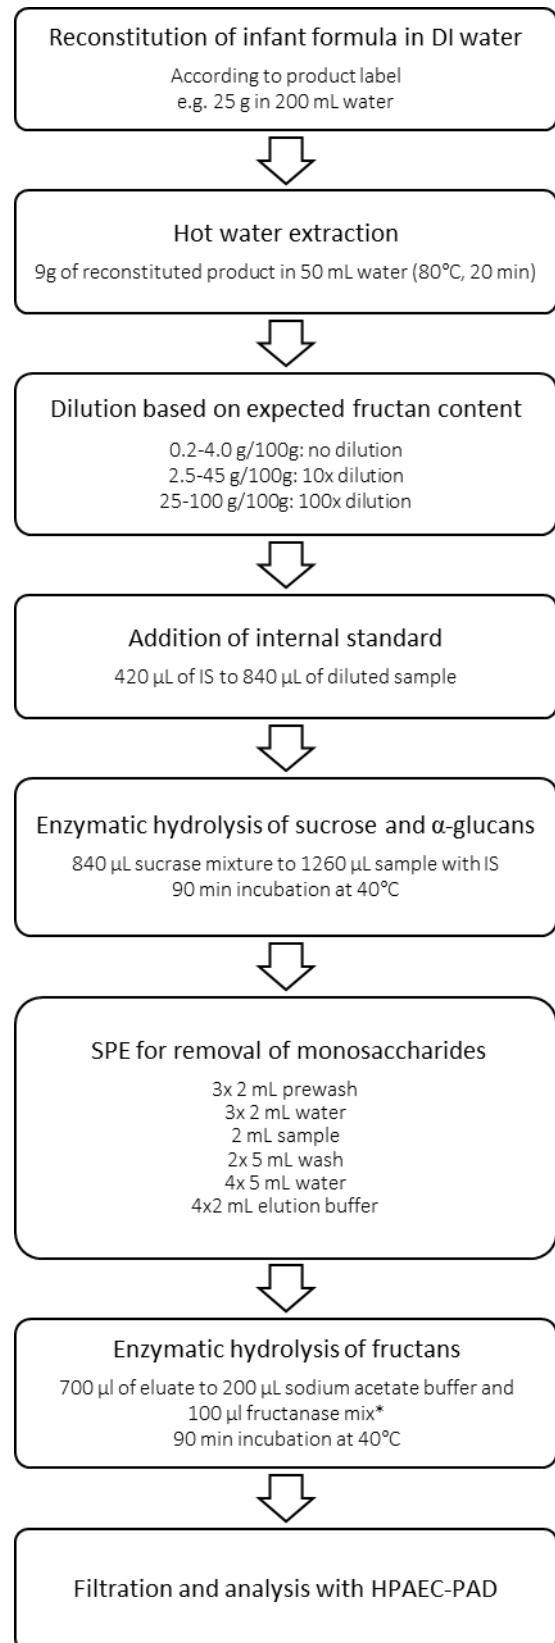 Reconstitution of infant formula in DI water
According to product label
e.g. 25 g in 200 mL water
Hot water extraction
9g of reconstituted product in 50 mL water (80°C, 20 min)
Dilution based on expected fructan content
0.2-4.0 g/100g: no dilution
2.5-45 g/100g: 10x dilution
25-100 g/100g: 100x dilution
Addition of internal standard
420 µL of IS to 840 µL of diluted sample
Enzymatic hydrolysis of sucrose and α-glucans
840 µL sucrase mixture to 1260 µL sample with IS
90 min incubation at 40°C
SPE for removal of monosaccharides
3x 2 mL prewash
3x 2 mL water
2 mL sample
2x 5 mL wash
4x 5 mL water
4x2 mL elution buffer
Enzymatic hydrolysis of fructans
700 µl of eluate to 200 µL sodium acetate buffer and
100 µl fructanase mix*
90 min incubation at 40°C
Filtration and analysis with HPAEC-PAD